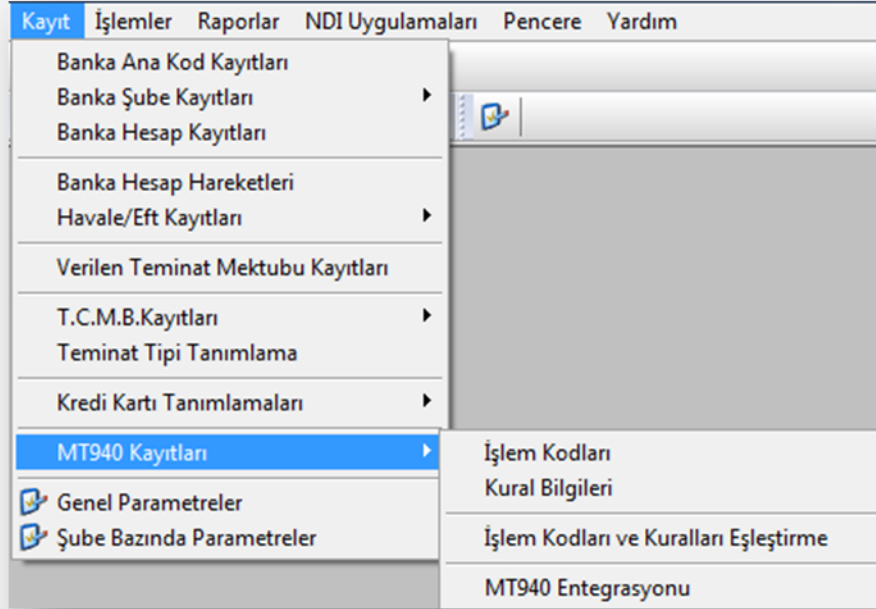 Kayıt İşlemler Raporlar NDI Uygulamaları Pencere Yardım
Banka Ana Kod Kayıtları
Banka Şube Kayıtları
Banka Hesap Kayıtları
Banka Hesap Hareketleri
Havale/Eft Kayıtları
Verilen Teminat Mektubu Kayıtları
T.C.M.B.Kayıtları
Teminat Tipi Tanımlama
Kredi Kartı Tanımlamaları
MT940 Kayıtları
Genel Parametreler
Şube Bazında Parametreler
İşlem Kodları
Kural Bilgileri
İşlem Kodları ve Kuralları Eşleştirme
MT940 Entegrasyonu